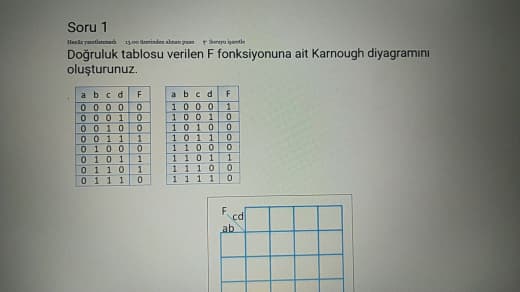 Soru 1
Henüz yanıtlanmadı 15,00 üzerinden alınan puan Soruyu işaretle
Doğruluk tablosu verilen F fonksiyonuna ait Karnough diyagramını
oluşturunuz.
a b c d F
0 0 0 0 0
0 0 0 1 0
0 0 1 0 0
0 0 1 1 1
0 1 0 0 0
0 1 0 1 1
0 1 1 0 1
0 1 1 1 0
a b c d F
1 0 0 0 1
1 0 0 1 0
1 0 1 0 0
1 0 1 1 0
1 1 0 0 0
1 1 0 1 1
1 1 1 0 0
1 1 1 1 0
F
cd
ab